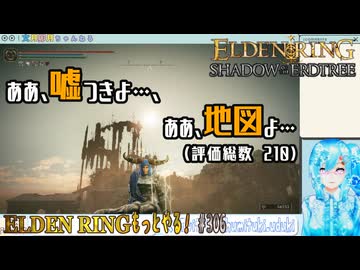 ELDEN RING
SHADOW OF THE ERDTREE
ああ、嘘つきよ…、
ああ、地図よ…
(評価総数 210)
ELDEN RINGもっとやる! #306